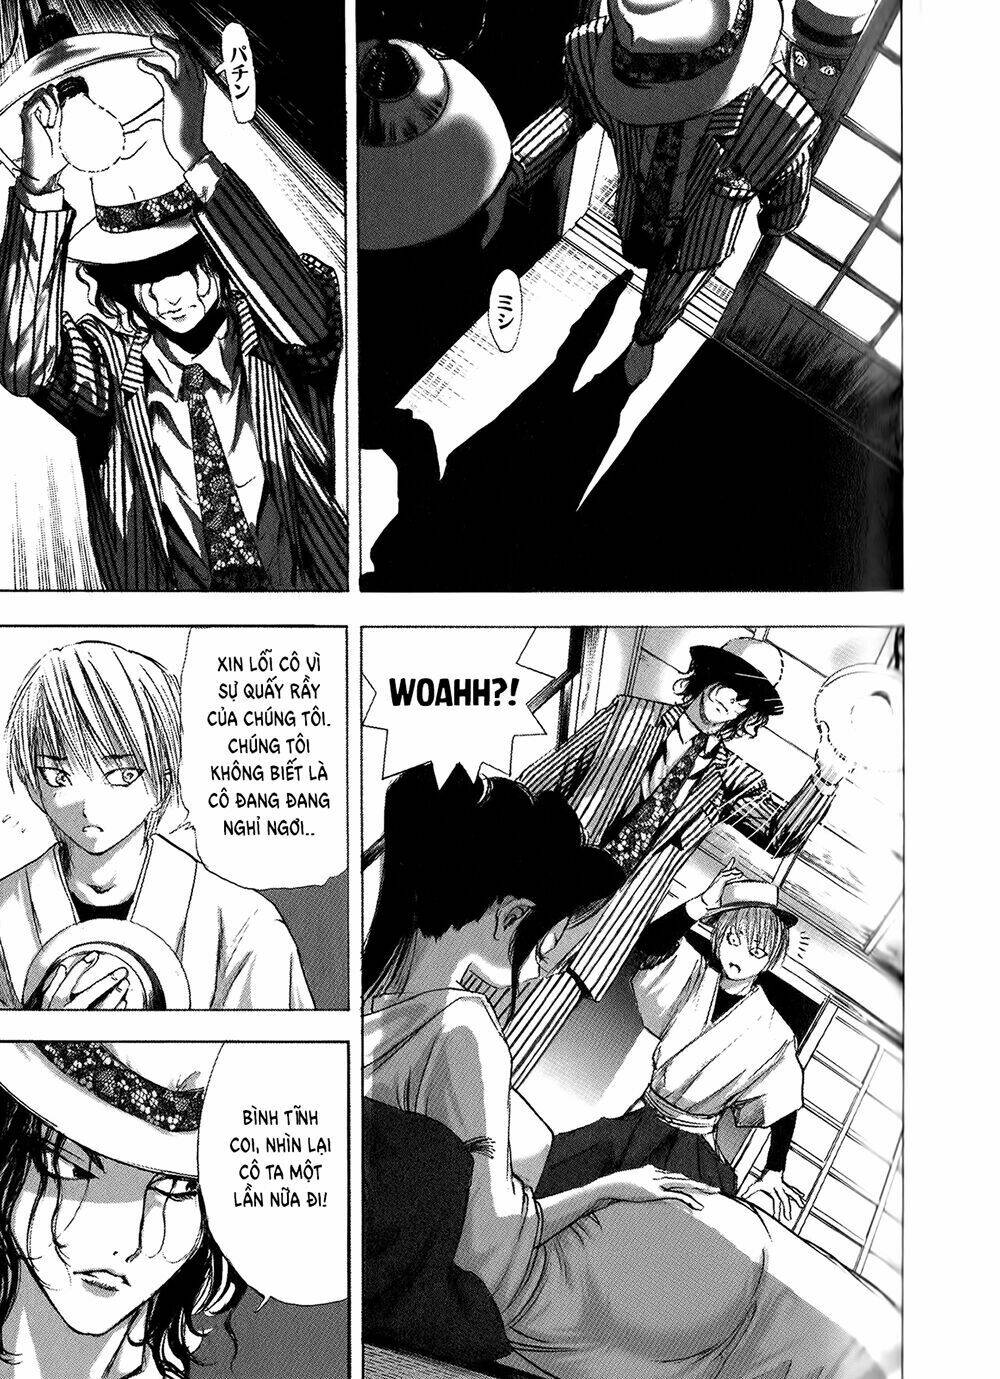 ミシ
パチン
WOAHH?!
XIN LỖI CÔ VÌ
SỰ QUẤY RẦY
CỦA CHÚNG TÔI.
CHÚNG TÔI
KHÔNG BIẾT LÀ
CÔ ĐANG ĐANG
NGHỈ NGƠI..
BÌNH TĨNH
COI, NHÌN LẠI
CÔ TA MỘT
LẦN NỮA ĐI!